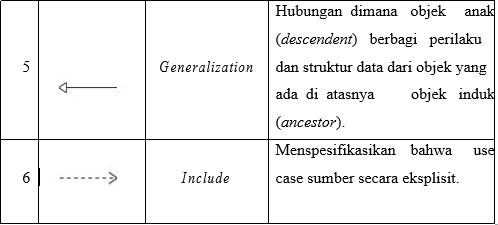 Hubungan dimana objek anak
(descendent) berbagi perilaku
5 Generalization dan struktur data dari objek yang
ada di atasnya objek induk
(ancestor).
Menspesifikasikan bahwa use
6 Include case sumber secara eksplisit.